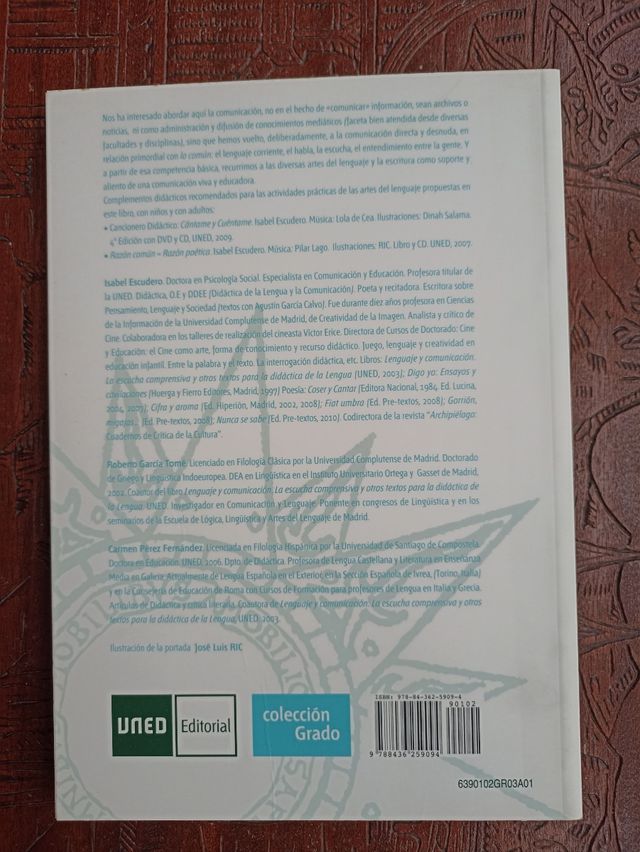 Nos ha interesado abordar aquí la comunicación, no en el hecho de «comunicar» información, sean archivos o
noticias, ni como administración y difusión de conocimientos mediáticos (faceta bien atendida desde diversas
facultades y disciplinas), sino que hemos vuelto, deliberadamente, a la comunicación directa y desnuda, en
relación primordial con lo común: el lenguaje corriente, el habla, la escucha, el entendimiento entre la gente. Y
a partir de esa competencia básica, recurrimos a las diversas artes del lenguaje y la escritura como soporte y
aliento de una comunicación viva y educadora.
Complementos didácticos recomendados para las actividades prácticas de las artes del lenguaje propuestas en
este libro, con niños y con adultos:
• Cancionero Didáctico: Cántame y Cuéntame. Isabel Escudero. Música: Lola de Cea. Ilustraciones: Dinah Salama.
4ª Edición con DVD y CD, UNED, 2009.
• Razón común = Razón poética. Isabel Escudero. Música: Pilar Lago. Ilustraciones: RIC. Libro y CD. UNED, 2007.
Isabel Escudero. Doctora en Psicología Social. Especialista en Comunicación y Educación. Profesora titular de
la UNED. Didáctica, O.E y DDEE (Didáctica de la Lengua y la Comunicación). Poeta y recitadora. Escritora sobre
Pensamiento, Lenguaje y Sociedad (textos con Agustín García Calvo). Fue durante diez años profesora en Ciencias
de la Información de la Universidad Complutense de Madrid, de Creatividad de la Imagen. Analista y crítico de
Cine. Colaboradora en los talleres de realización del cineasta Víctor Erice. Directora de Cursos de Doctorado: Cine
y Educación: el Cine como arte, forma de conocimiento y recurso didáctico. Juego, lenguaje y creatividad en
educación infantil. Entre la palabra y el texto. La interrogación didáctica, etc. Libros: Lenguaje y comunicación.
La escucha comprensiva y otros textos para la didáctica de la Lengua (UNED, 2003); Digo yo: Ensayos y
cavilaciones (Huerga y Fierro Editores, Madrid, 1997) Poesía: Coser y Cantar (Editora Nacional, 1984, Ed. Lucina,
2004, 2007); Cifra y aroma (Ed. Hiperión, Madrid, 2002, 2008); Fiat umbra (Ed. Pre-textos, 2008); Gorrión,
migajas... (Ed. Pre-textos, 2008); Nunca se sabe (Ed. Pre-textos, 2010). Codirectora de la revista "Archipiélago:
Cuadernos de Crítica de la Cultura".
Roberto García Tomé. Licenciado en Filología Clásica por la Universidad Complutense de Madrid. Doctorado
de Griego y Lingüística Indoeuropea. DEA en Lingüística en el Instituto Universitario Ortega y Gasset de Madrid,
2002. Coautor del libro Lenguaje y comunicación. La escucha comprensiva y otros textos para la didáctica de
la Lengua. UNED. Investigador en Comunicación y Lenguaje. Ponente en congresos de Lingüística y en los
seminarios de la Escuela de Lógica, Lingüística y Artes del Lenguaje de Madrid.
Carmen Pérez Fernández. Licenciada en Filología Hispánica por la Universidad de Santiago de Compostela.
Doctora en Educación. UNED, 2006. Dpto. de Didáctica. Profesora de Lengua Castellana y Literatura en Enseñanza
Media en Galicia. Actualmente de Lengua Española en el Exterior, en la Sección Española de Ivrea, (Torino, Italia)
y en la Consejería de Educación de Roma con Cursos de Formación para profesores de Lengua en Italia y Grecia.
Artículos de Didáctica y crítica literaria. Coautora de Lenguaje y comunicación. La escucha comprensiva y otros
textos para la didáctica de la Lengua, UNED, 2003.
Ilustración de la portada José Luis RIC
UNED Editorial
colección
Grado
ISBN: 978-84-362-5909-4
90102
9 788436 259094
6390102GR03A01